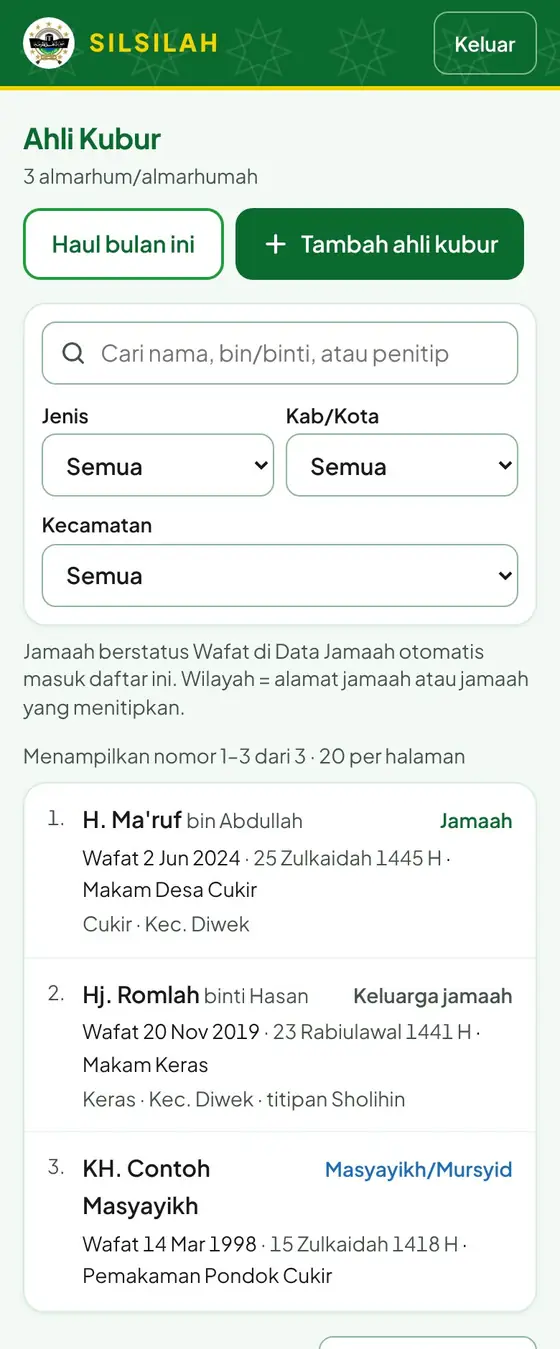 SILSILAH
Keluar
Ahli Kubur
3 almarhum/almarhumah
Haul bulan ini
+ Tambah ahli kubur
Cari nama, bin/binti, atau penitip
Jenis
Kab/Kota
Semua
Semua
Kecamatan
Semua
Jamaah berstatus Wafat di Data Jamaah otomatis
masuk daftar ini. Wilayah = alamat jamaah atau jamaah
yang menitipkan.
Menampilkan nomor 1–3 dari 3 · 20 per halaman
1. H. Ma'ruf bin Abdullah Jamaah
Wafat 2 Jun 2024 · 25 Zulkaidah 1445 H ·
Makam Desa Cukir
Cukir · Kec. Diwek
2. Hj. Romlah binti Hasan Keluarga jamaah
Wafat 20 Nov 2019 · 23 Rabiulawal 1441 H ·
Makam Keras
Keras · Kec. Diwek · titipan Sholihin
3. KH. Contoh Masyayikh/Mursyid
Masyayikh
Wafat 14 Mar 1998 · 15 Zulkaidah 1418 H ·
Pemakaman Pondok Cukir